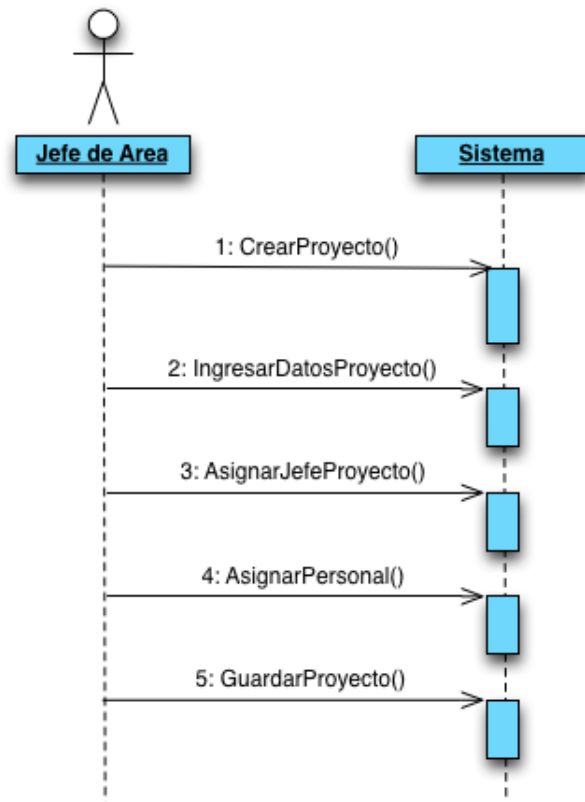 Jefe de Area
Sistema
1: CrearProyecto()
2: IngresarDatosProyecto()
3: AsignarJefeProyecto()
4: AsignarPersonal()
5: GuardarProyecto()